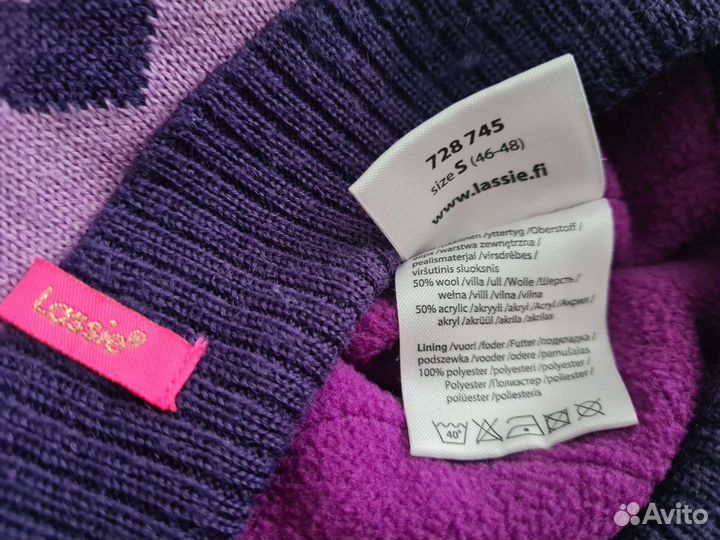 Lassie®
728 745
size S (46-48)
www.lassie.fi
/yttertyg /Oberstoff/
/warstwa zewnętrzna /
pealismaterjal /virsdrēbes/
viršutinis sluoksnis
50% wool /villa /ull /Wolle /Шерсть/
wełna /villi /vilna /vilna
50% acrylic /akryyli /akryl /Acryl /Акрил /
akryl /akrüül /akrila /akrilas
Lining /vuori /foder /Futter /подкладка /
podszewka /vooder /odere /pamušalas
100% polyester /polyesteri /polyester/
Polyester /Полиэстер /poliester /
polüester /poliesteris
40°
Avito